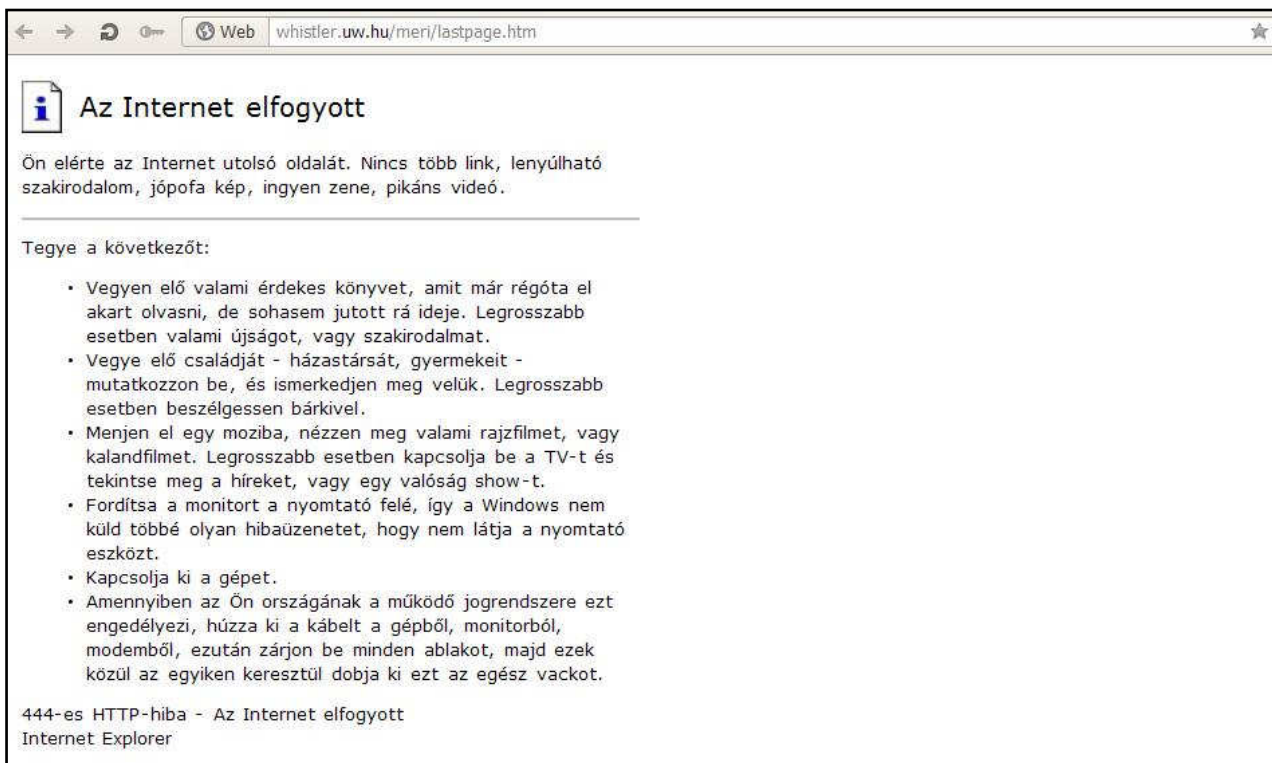 Web whistler.uw.hu/meri/lastpage.htm
i Az Internet elfogyott
Ön elérte az Internet utolsó oldalát. Nincs több link, lenyúlható
szakirodalom, jópofa kép, ingyen zene, pikáns videó.
Tegye a következőt:
• Vegyen elő valami érdekes könyvet, amit már régóta el
akart olvasni, de sohasem jutott rá ideje. Legrosszabb
esetben valami újságot, vagy szakirodalmat.
• Vegye elő családját - házastársát, gyermekeit -
mutatkozzon be, és ismerkedjen meg velük. Legrosszabb
esetben beszélgessen bárkivel.
• Menjen el egy moziba, nézzen meg valami rajzfilmet, vagy
kalandfilmet. Legrosszabb esetben kapcsolja be a TV-t és
tekintse meg a híreket, vagy egy valóság show-t.
• Fordítsa a monitort a nyomtató felé, így a Windows nem
küld többé olyan hibaüzenetet, hogy nem látja a nyomtató
eszközt.
• Kapcsolja ki a gépet.
• Amennyiben az Ön országának a működő jogrendszere ezt
engedélyezi, húzza ki a kábelt a gépből, monitorból,
modemből, ezután zárjon be minden ablakot, majd ezek
közül az egyiken keresztül dobja ki ezt az egész vackot.
444-es HTTP-hiba - Az Internet elfogyott
Internet Explorer